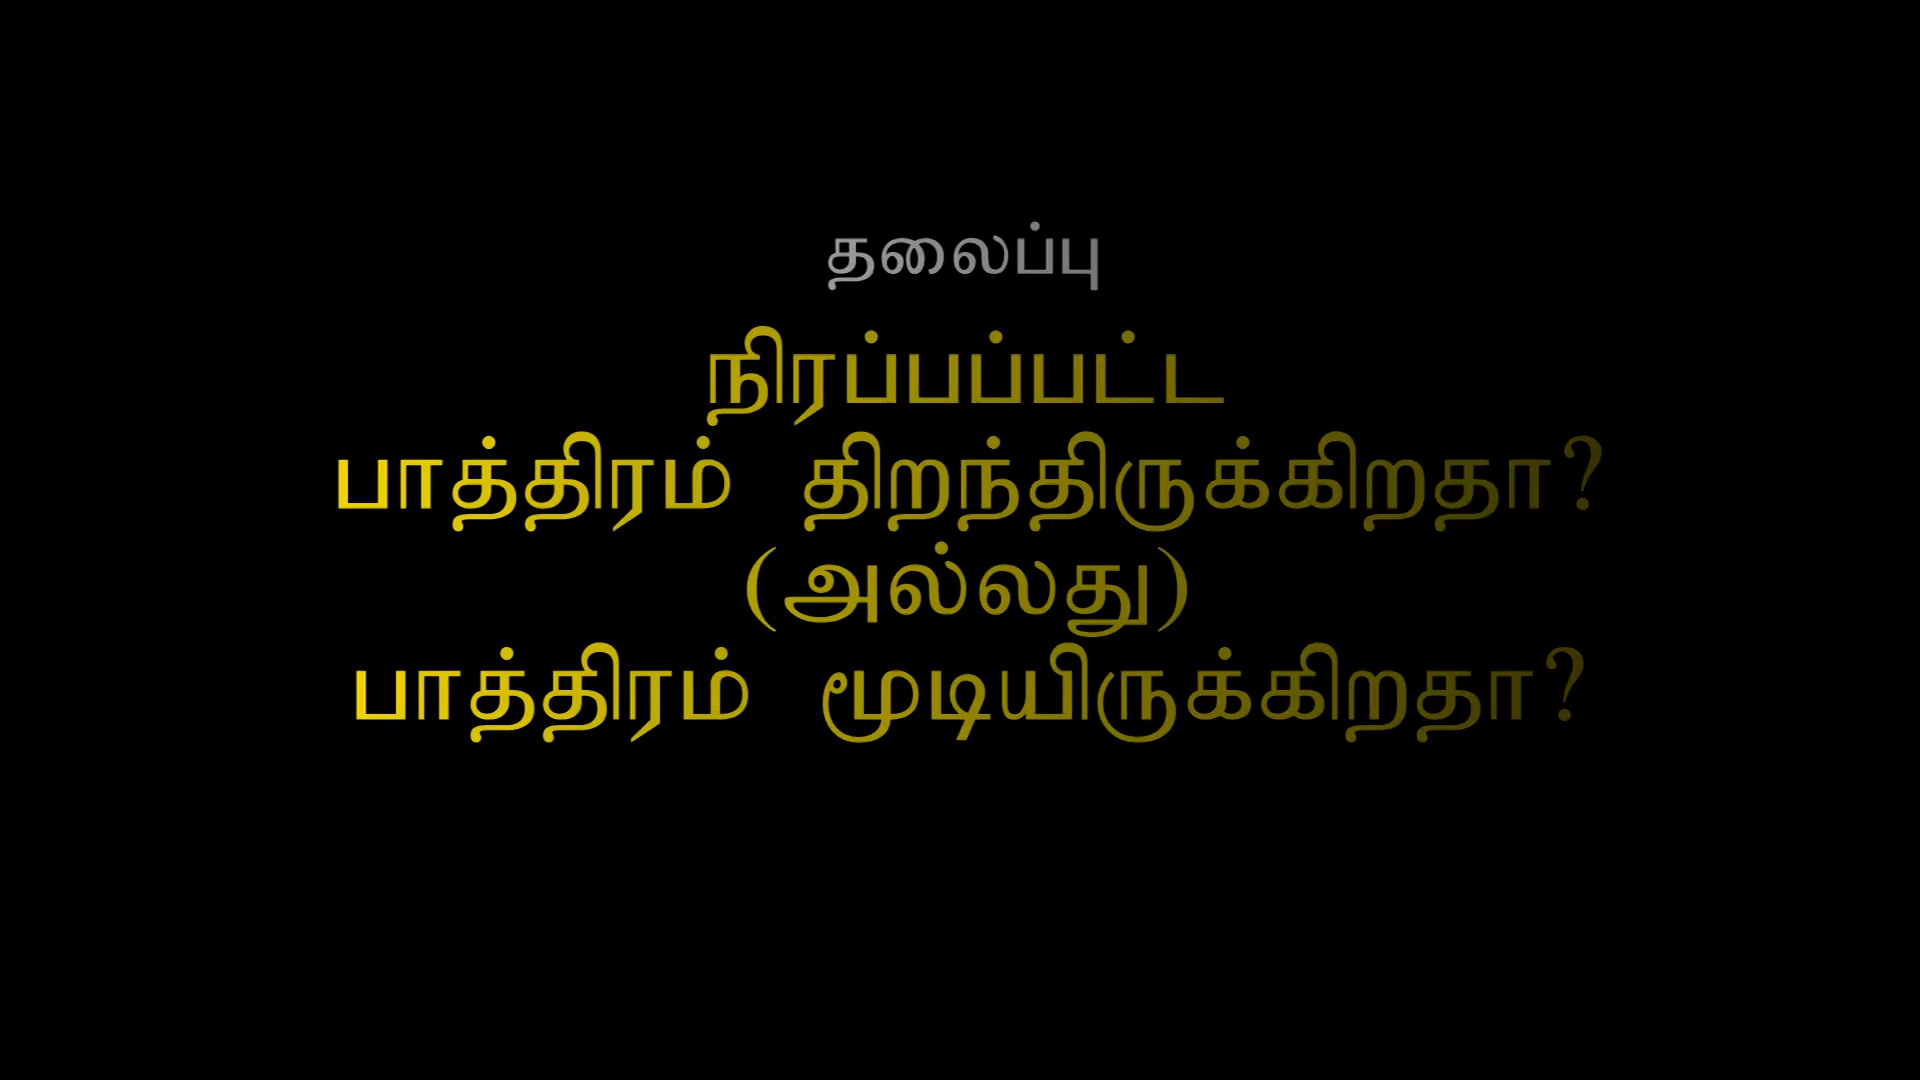 தலைப்பு
நிரப்பப்பட்ட
பாத்திரம் திறந்திருக்கிறதா?
(அல்லது)
பாத்திரம் மூடியிருக்கிறதா?